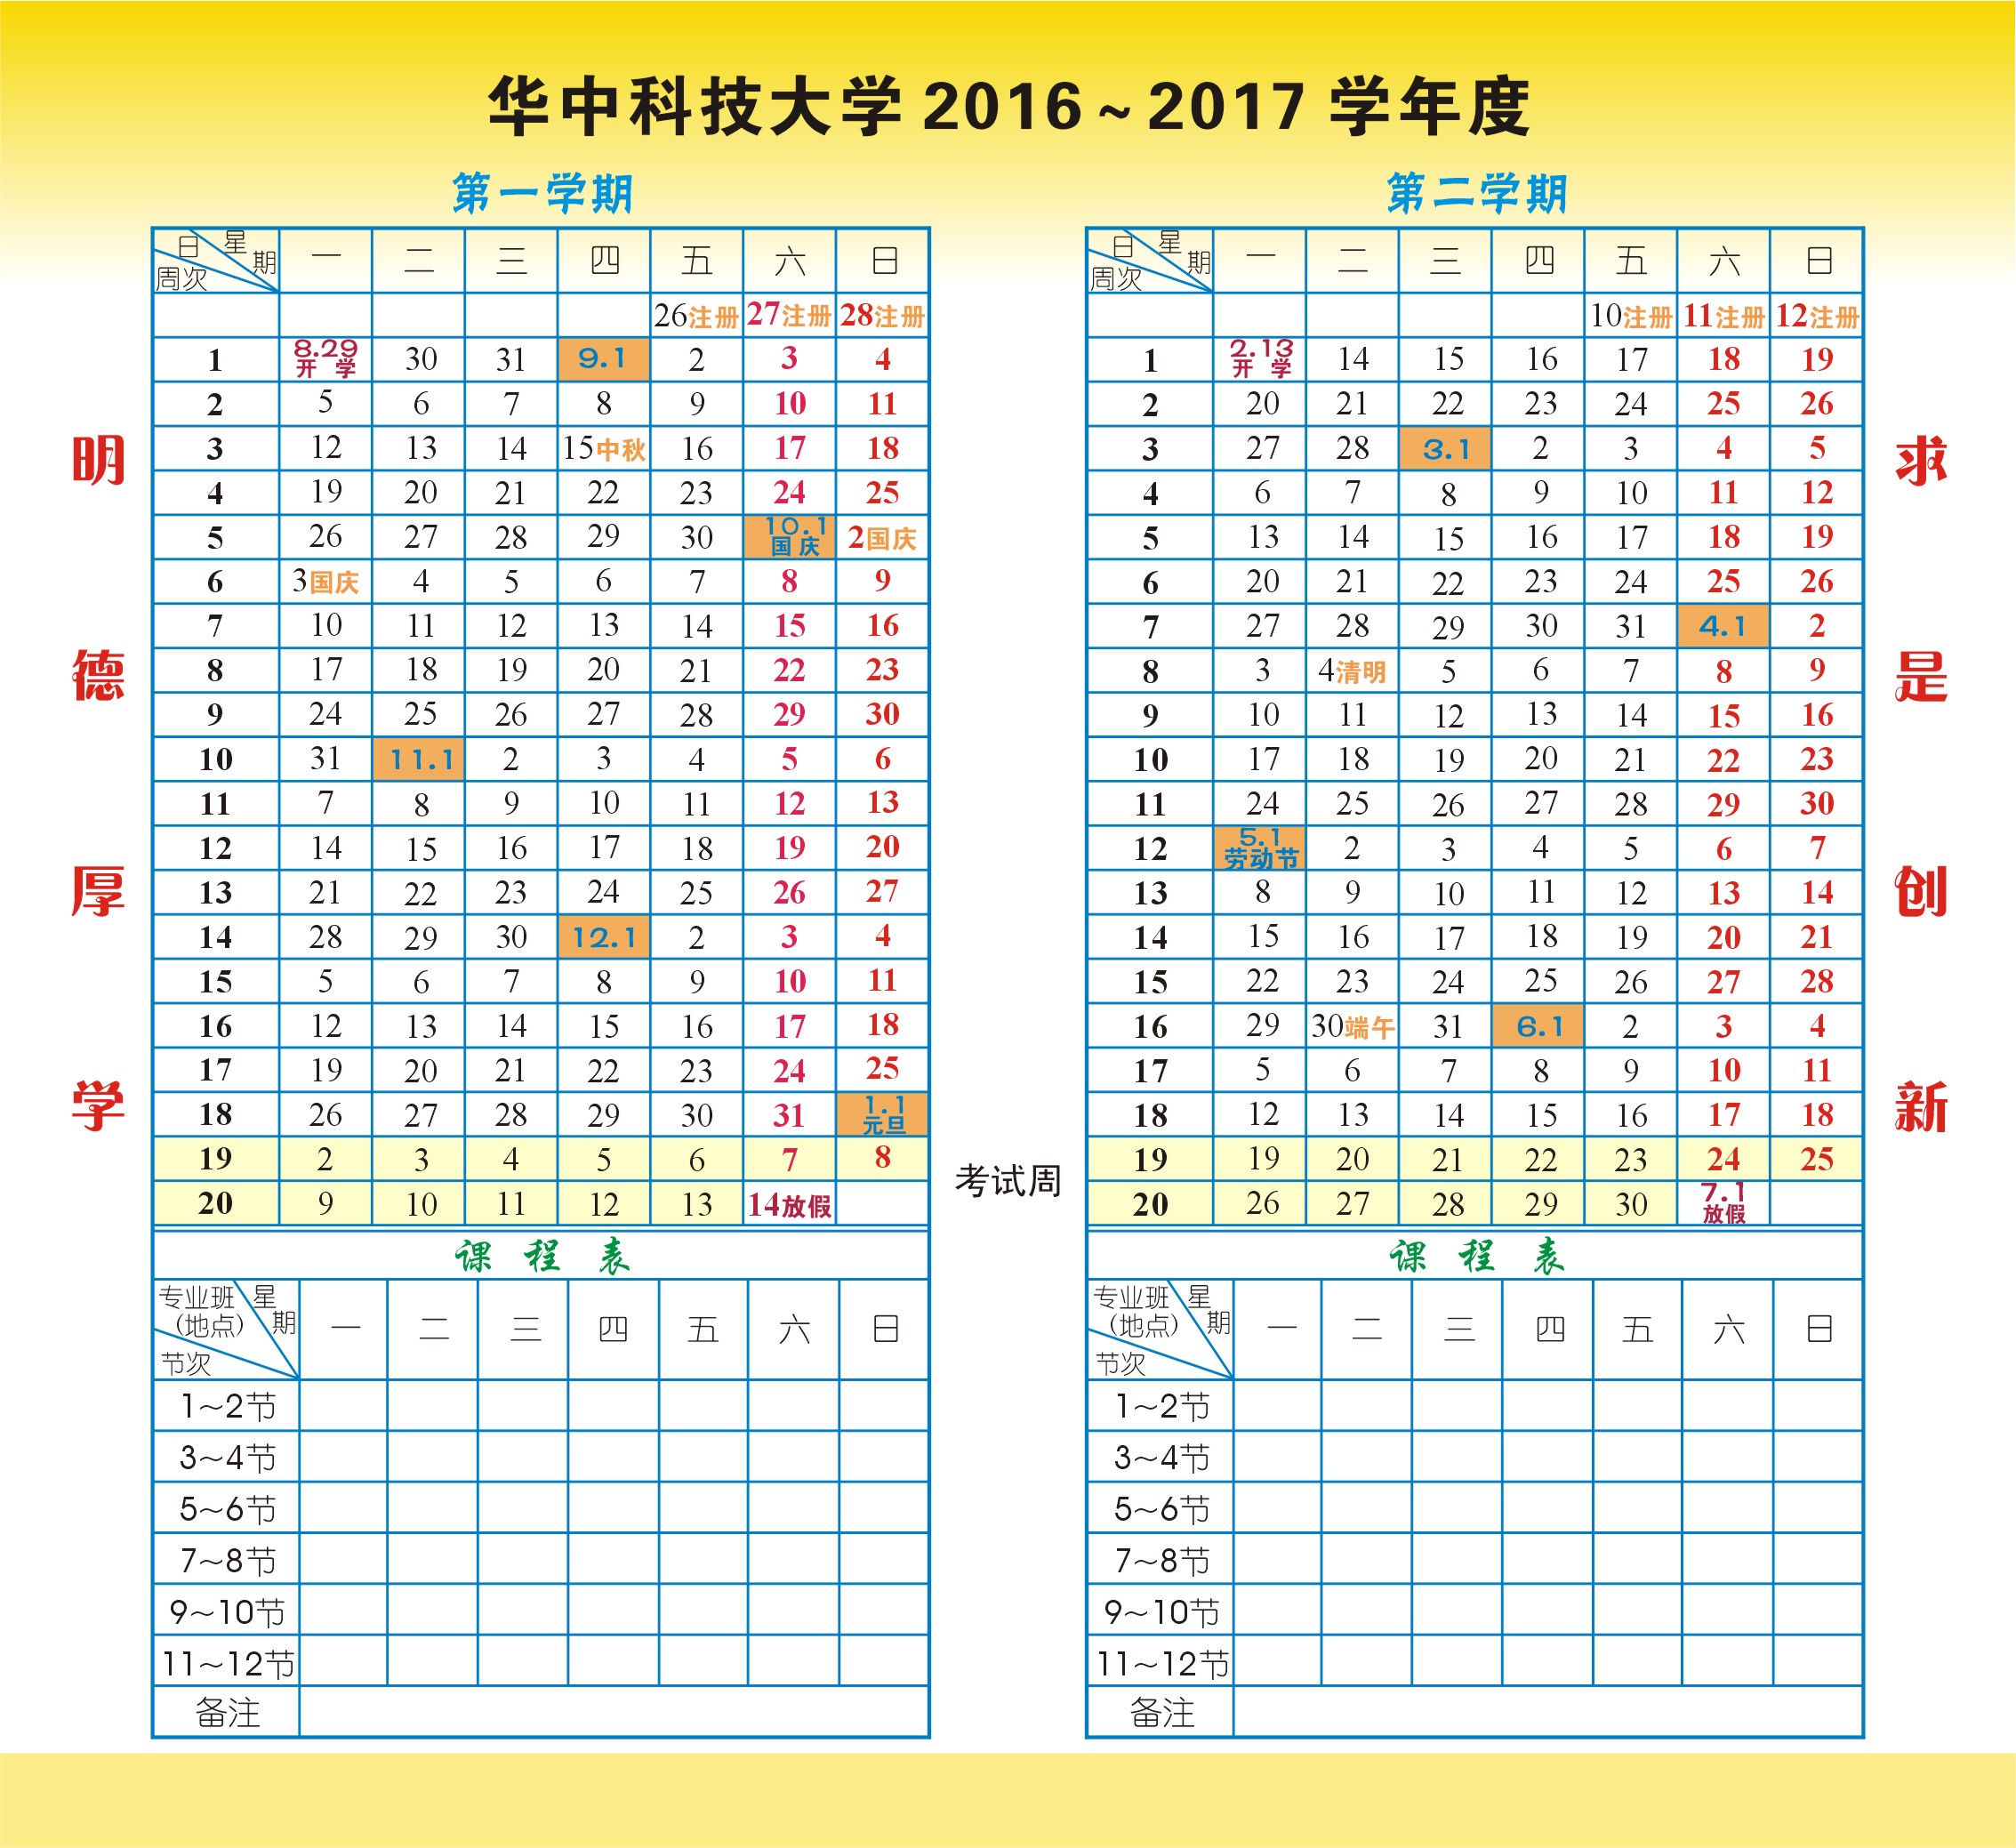 华中科技大学 2016~2017 学年度
第一学期
日 星期 周次 一 二 三 四 五 六 日
26注册 27注册 28注册
1 8.29开学 30 31 9.1 2 3 4
2 5 6 7 8 9 10 11
3 12 13 14 15中秋 16 17 18
4 19 20 21 22 23 24 25
5 26 27 28 29 30 10.1国庆 2国庆
6 3国庆 4 5 6 7 8 9
7 10 11 12 13 14 15 16
8 17 18 19 20 21 22 23
9 24 25 26 27 28 29 30
10 31 11.1 2 3 4 5 6
11 7 8 9 10 11 12 13
12 14 15 16 17 18 19 20
13 21 22 23 24 25 26 27
14 28 29 30 12.1 2 3 4
15 5 6 7 8 9 10 11
16 12 13 14 15 16 17 18
17 19 20 21 22 23 24 25
18 26 27 28 29 30 31 1.1元旦
19 2 3 4 5 6 7 8
20 9 10 11 12 13 14放假
课程表
专业班(地点) 星期 节次 一 二 三 四 五 六 日
1~2节
3~4节
5~6节
7~8节
9~10节
11~12节
备注
考试周
第二学期
日 星期 周次 一 二 三 四 五 六 日
10注册 11注册 12注册
1 2.13开学 14 15 16 17 18 19
2 20 21 22 23 24 25 26
3 27 28 3.1 2 3 4 5
4 6 7 8 9 10 11 12
5 13 14 15 16 17 18 19
6 20 21 22 23 24 25 26
7 27 28 29 30 31 4.1 2
8 3 4清明 5 6 7 8 9
9 10 11 12 13 14 15 16
10 17 18 19 20 21 22 23
11 24 25 26 27 28 29 30
12 5.1劳动节 2 3 4 5 6 7
13 8 9 10 11 12 13 14
14 15 16 17 18 19 20 21
15 22 23 24 25 26 27 28
16 29 30端午 31 6.1 2 3 4
17 5 6 7 8 9 10 11
18 12 13 14 15 16 17 18
19 19 20 21 22 23 24 25
20 26 27 28 29 30 7.1放假
课程表
专业班(地点) 星期 节次 一 二 三 四 五 六 日
1~2节
3~4节
5~6节
7~8节
9~10节
11~12节
备注
明德厚学
求是创新